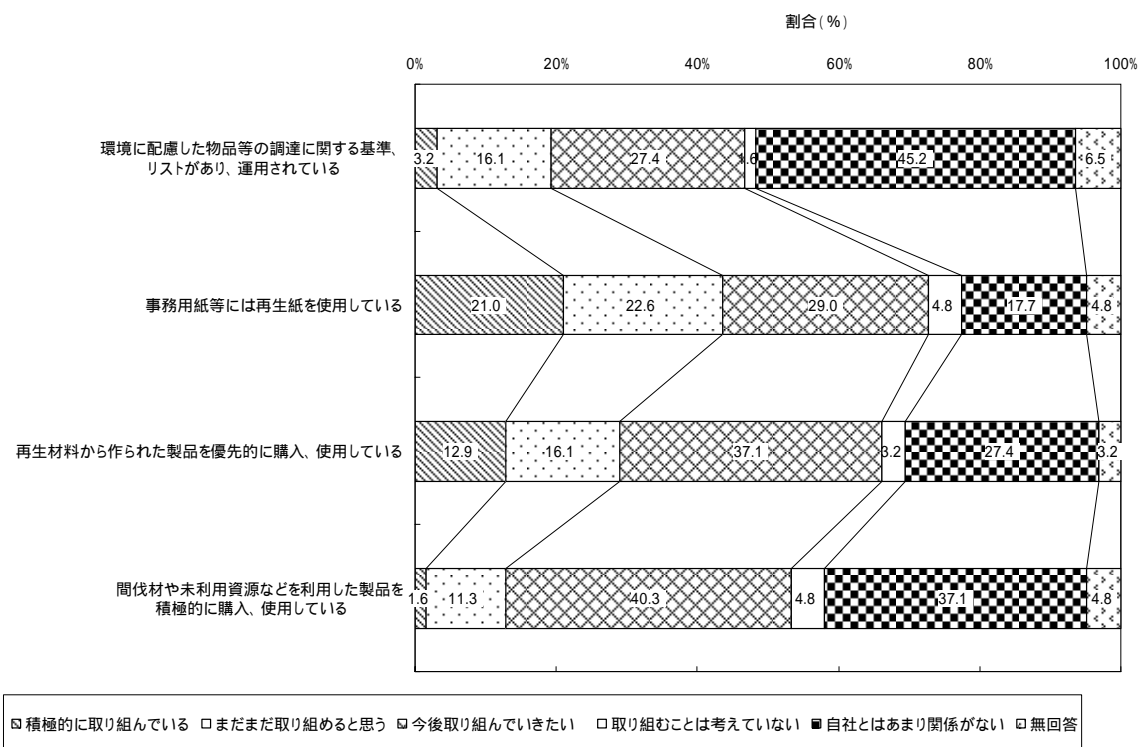 割合(%)
0% 20% 40% 60% 80% 100%
環境に配慮した物品等の調達に関する基準、
リストがあり、運用されている
3.2 16.1 27.4 1.6 45.2 6.5
事務用紙等には再生紙を使用している
21.0 22.6 29.0 4.8 17.7 4.8
再生材料から作られた製品を優先的に購入、使用している
12.9 16.1 37.1 3.2 27.4 3.2
間伐材や未利用資源などを利用した製品を
積極的に購入、使用している
1.6 11.3 40.3 4.8 37.1 4.8
積極的に取り組んでいる まだまだ取り組めると思う 今後取り組んでいきたい 取り組むことは考えていない 自社とはあまり関係がない 無回答